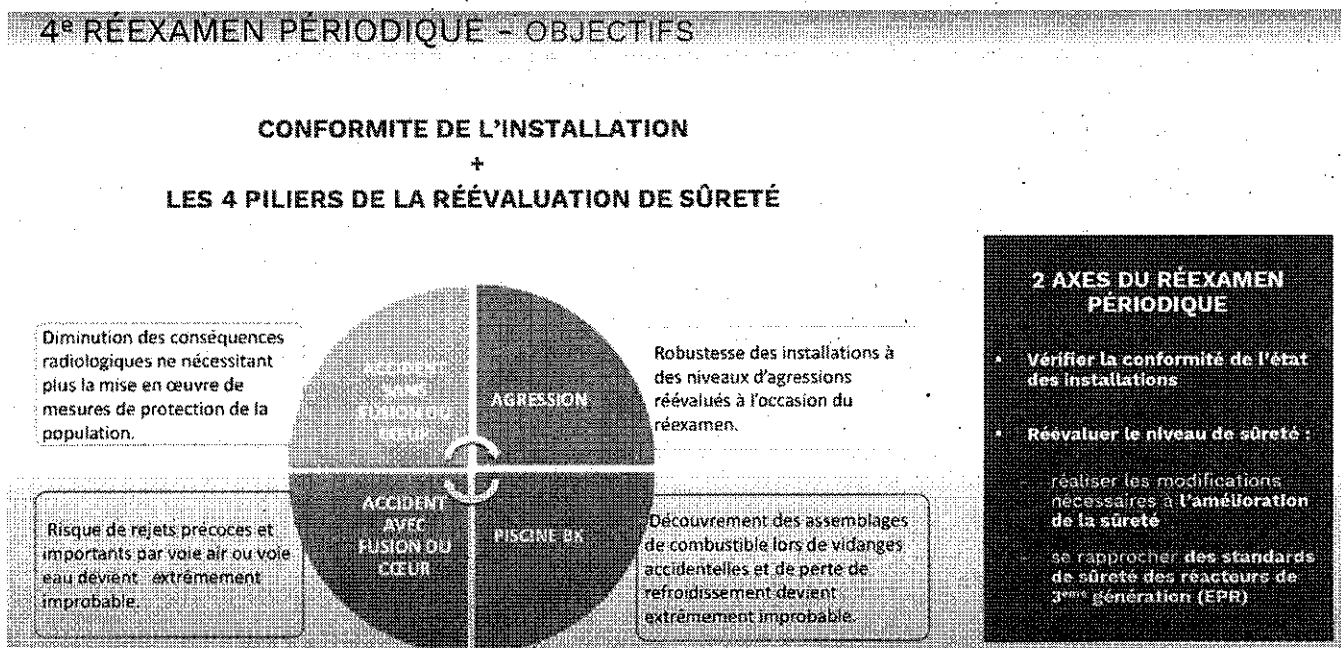 4e RÉEXAMEN PÉRIODIQUE – OBJECTIFS
CONFORMITE DE L'INSTALLATION
+
LES 4 PILIERS DE LA RÉÉVALUATION DE SÛRETÉ
Diminution des conséquences
radiologiques ne nécessitant
plus la mise en œuvre de
mesures de protection de la
population.
ACCIDENT
SANS
FUSION DU
CŒUR
AGRESSION
Robustesse des installations à
des niveaux d'agressions
réévalués à l'occasion du
réexamen.
Risque de rejets précoces et
importants par voie air ou voie
eau devient extrêmement
improbable.
ACCIDENT
AVEC
FUSION DU
CŒUR
PISCINE BK
Découvrement des assemblages
de combustible lors de vidanges
accidentelles et de perte de
refroidissement devient
extrêmement improbable.
2 AXES DU RÉEXAMEN
PÉRIODIQUE
• Vérifier la conformité de l'état
des installations
• Réévaluer le niveau de sûreté :
- réaliser les modifications
nécessaires à l'amélioration
de la sûreté
- se rapprocher des standards
de sûreté des réacteurs de
3ème génération (EPR)